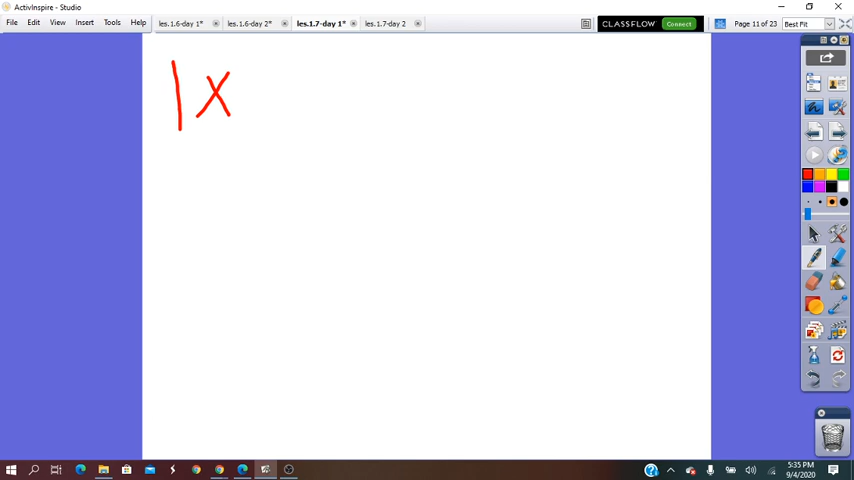 ActivInspire - Studio
File Edit View Insert Tools Help les.1.6-day 1* les.1.6-day 2* les.1.7-day 1* les.1.7-day 2 CLASSFLOW Connect Page 11 of 23 Best Fit
| x
5:35 PM
9/4/2020